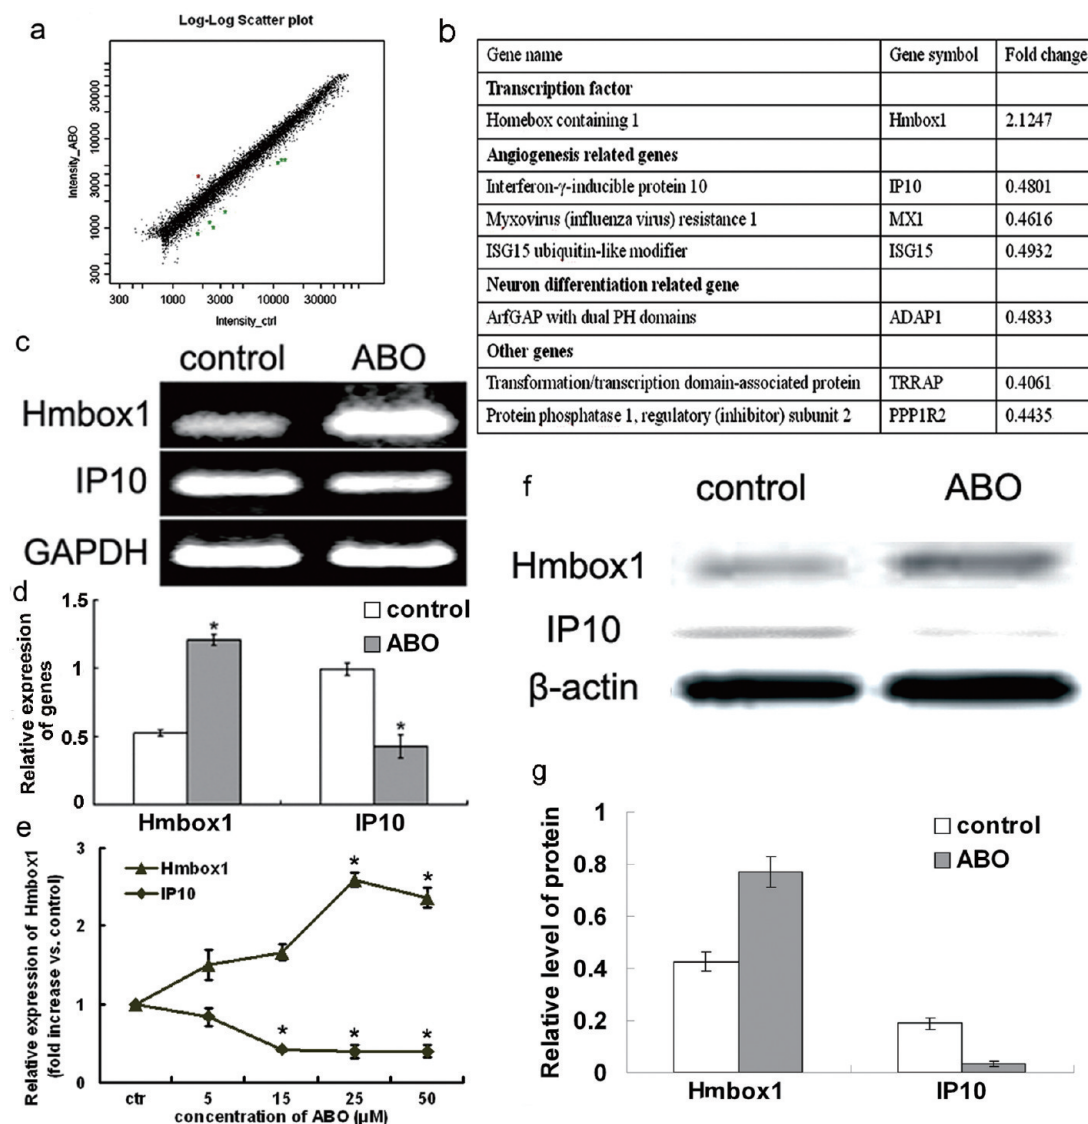 a
Log-Log Scatter plot
Intensity_ABO
30000
10000
3000
1000
300
300 1000 3000 10000 30000
Intensity_ctrl
b
Gene name Gene symbol Fold change
Transcription factor
Homebox containing 1 Hmbox1 2.1247
Angiogenesis related genes
Interferon-γ-inducible protein 10 IP10 0.4801
Myxovirus (influenza virus) resistance 1 MX1 0.4616
ISG15 ubiquitin-like modifier ISG15 0.4932
Neuron differentiation related gene
ArfGAP with dual PH domains ADAP1 0.4833
Other genes
Transformation/transcription domain-associated protein TRRAP 0.4061
Protein phosphatase 1, regulatory (inhibitor) subunit 2 PPP1R2 0.4435
c
control ABO
Hmbox1
IP10
GAPDH
d
Relative expreesion
of genes
1.5
1
0.5
0
control
ABO
*
*
Hmbox1 IP10
e
Relative expression of Hmbox1
(fold increase vs. control)
3
2
1
0
Hmbox1
IP10
* *
* * *
ctr 5 15 25 50
concentration of ABO (μM)
f
control ABO
Hmbox1
IP10
β-actin
g
Relative level of protein
1
0.8
0.6
0.4
0.2
0
control
ABO
Hmbox1 IP10